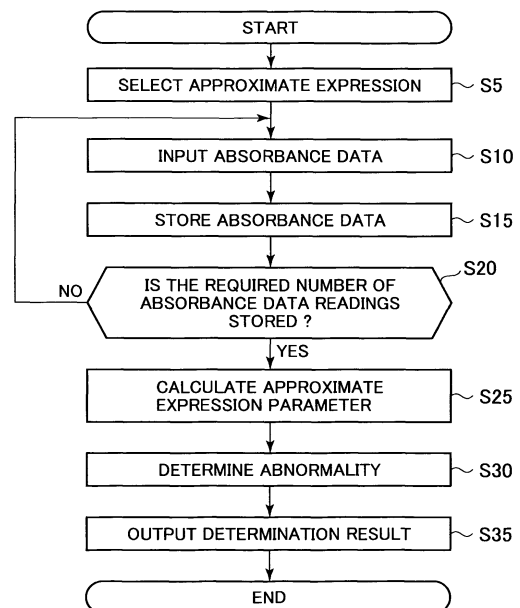 START
SELECT APPROXIMATE EXPRESSION
S5
INPUT ABSORBANCE DATA
S10
STORE ABSORBANCE DATA
S15
S20
IS THE REQUIRED NUMBER OF
ABSORBANCE DATA READINGS
STORED ?
NO
YES
CALCULATE APPROXIMATE
EXPRESSION PARAMETER
S25
DETERMINE ABNORMALITY
S30
OUTPUT DETERMINATION RESULT
S35
END